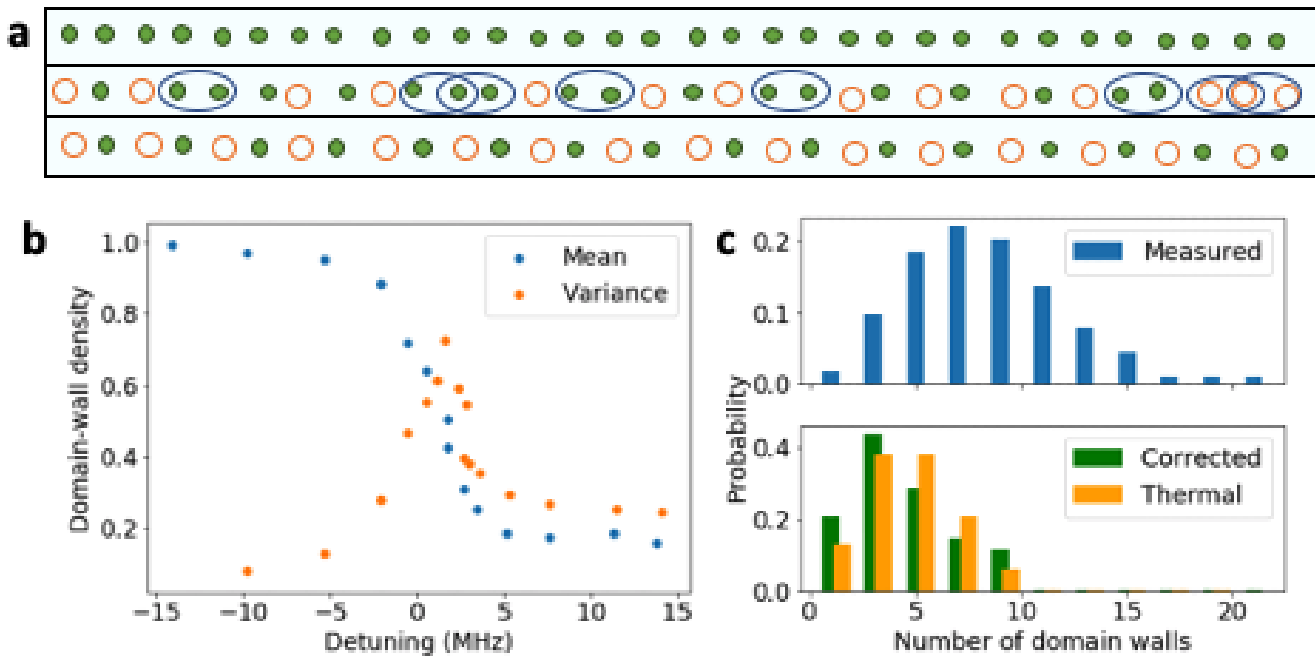 a
b
1.0
0.8
0.6
0.4
0.2
Domain-wall density
Mean
Variance
−15 −10 −5 0 5 10 15
Detuning (MHz)
c
0.2
0.1
0.0
Measured
Probability
0.4
0.2
0.0
Corrected
Thermal
0 5 10 15 20
Number of domain walls